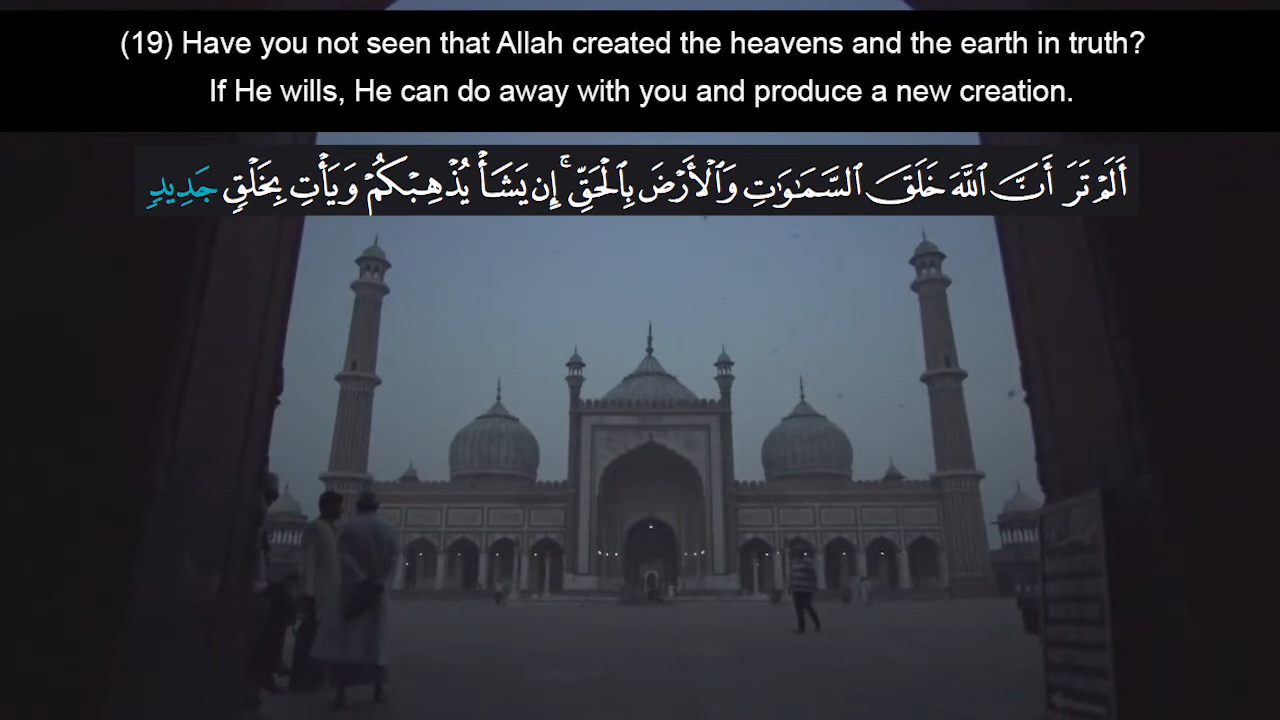 (19) Have you not seen that Allah created the heavens and the earth in truth?
If He wills, He can do away with you and produce a new creation.
أَلَمْ تَرَ أَنَّ ٱللَّهَ خَلَقَ ٱلسَّمَـٰوَٰتِ وَٱلْأَرْضَ بِٱلْحَقِّ ۚ إِن يَشَأْ يُذْهِبْكُمْ وَيَأْتِ بِخَلْقٍ جَدِيدٍ